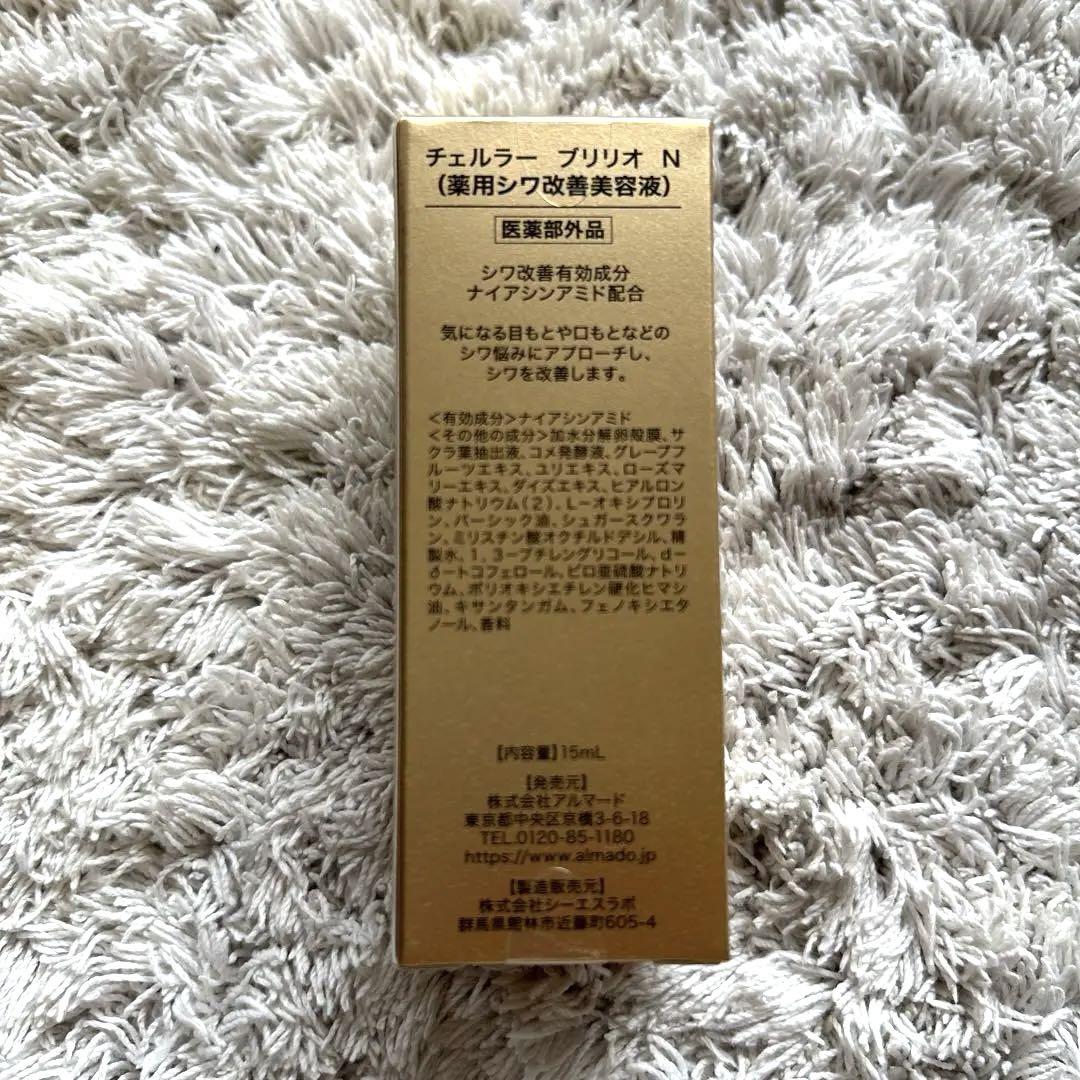 チェルラー ブリリオ N
(薬用シワ改善美容液)
医薬部外品
シワ改善有効成分
ナイアシンアミド配合
気になる目もとや口もとなどの
シワ悩みにアプローチし、
シワを改善します。
<有効成分>ナイアシンアミド
<その他の成分>加水分解卵殻膜、サ
クラ葉抽出液、コメ発酵液、グレープフ
ルーツエキス、ユリエキス、ローズマ
リーエキス、ダイズエキス、ヒアルロン
酸ナトリウム(2)、L-オキシプロリ
ン、パーシック油、シュガースクワラ
ン、ミリスチン酸オクチルドデシル、精
製水、1,3-ブチレングリコール、d-
δ-トコフェロール、ピロ亜硫酸ナトリ
ウム、ポリオキシエチレン硬化ヒマシ
油、キサンタンガム、フェノキシエタ
ノール、香料
【内容量】15mL
【発売元】
株式会社アルマード
東京都中央区京橋3-6-18
TEL.0120-85-1180
https://www.almado.jp
【製造販売元】
株式会社シーエスラボ
群馬県館林市近藤町605-4